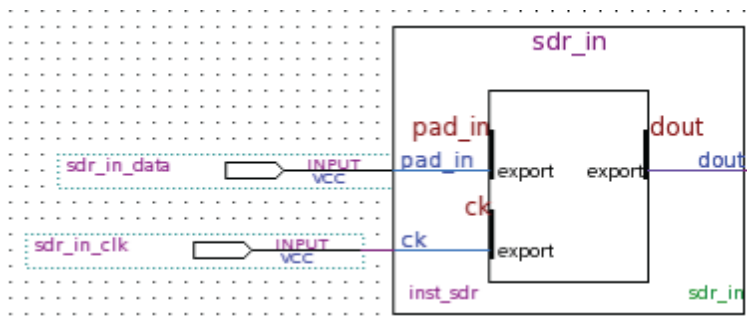 sdr_in
pad_in dout
sdr_in_data INPUT VCC pad_in export export dout
ck
sdr_in_clk INPUT VCC ck export
inst_sdr sdr_in